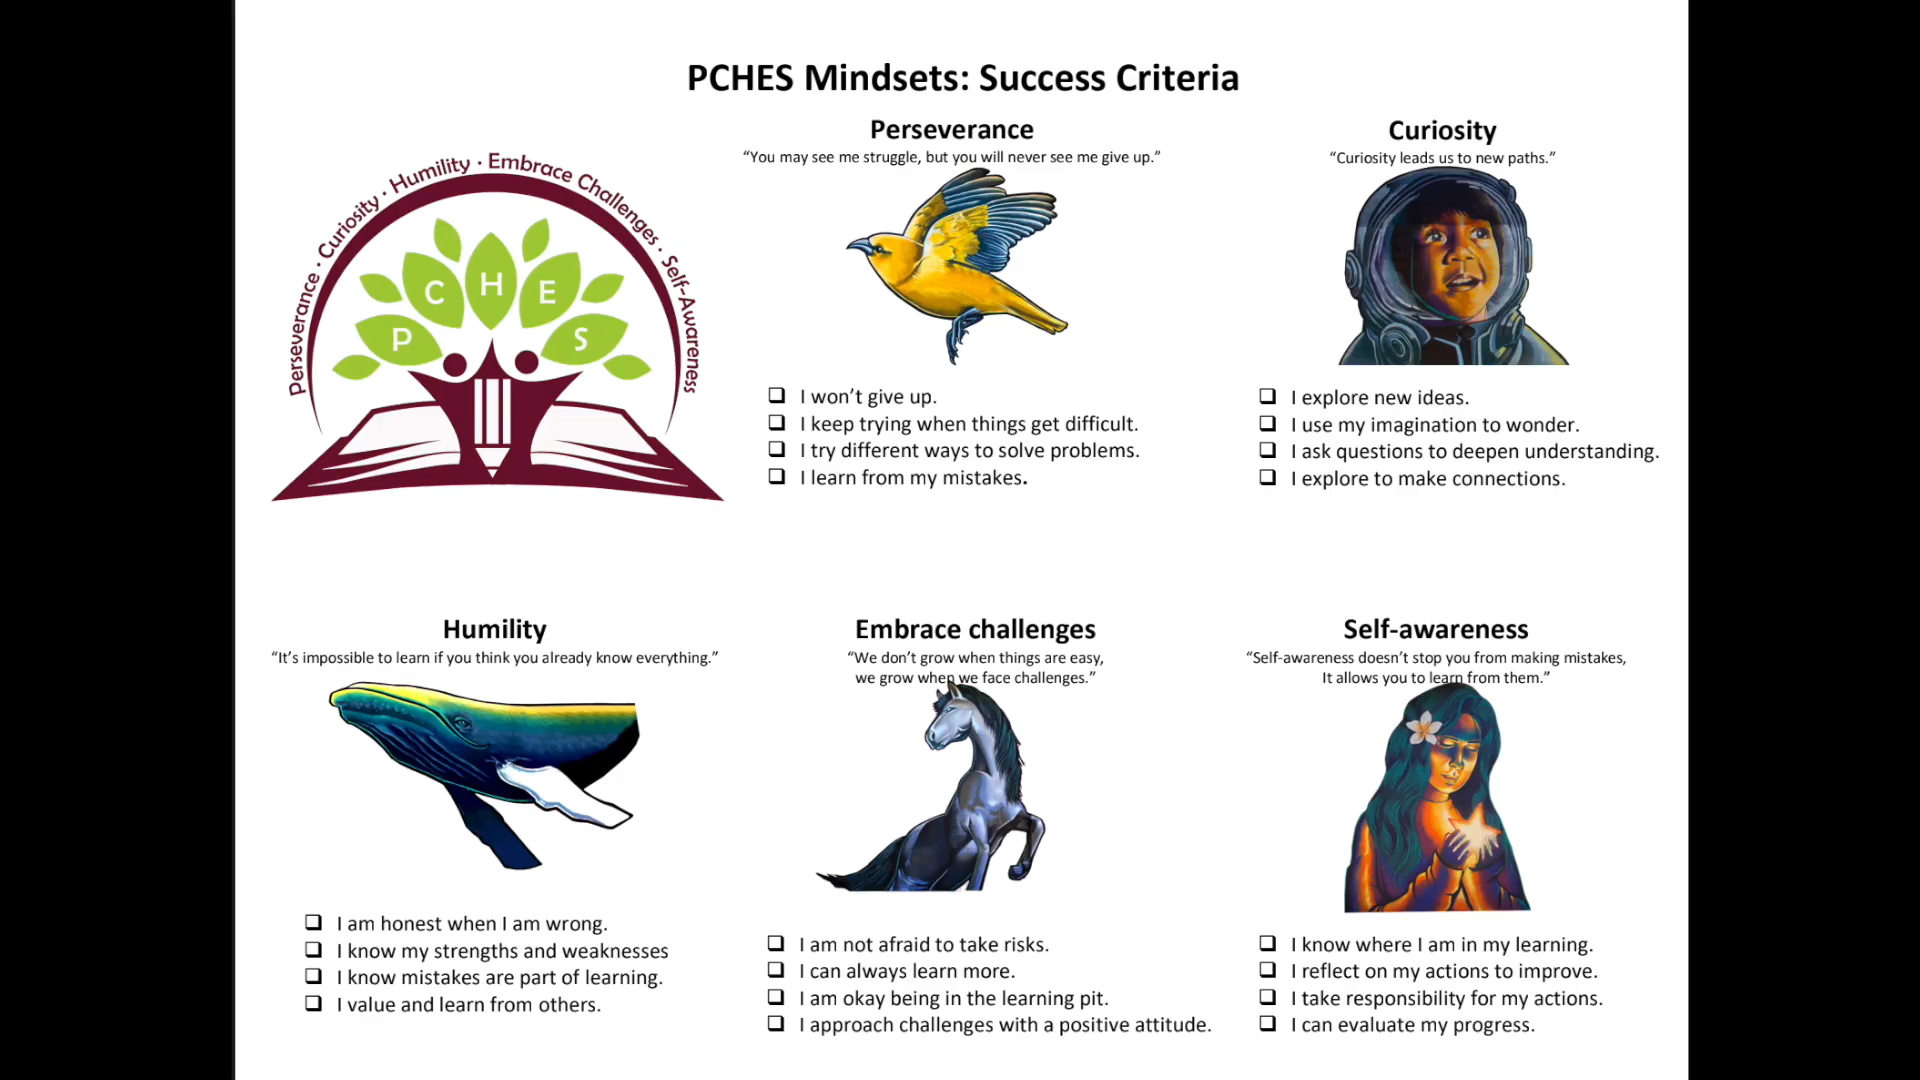 PCHES Mindsets: Success Criteria
Perseverance · Curiosity · Humility · Embrace Challenges · Self-Awareness
P C H E S
Perseverance
“You may see me struggle, but you will never see me give up.”
❑ I won’t give up.
❑ I keep trying when things get difficult.
❑ I try different ways to solve problems.
❑ I learn from my mistakes.
Curiosity
“Curiosity leads us to new paths.”
❑ I explore new ideas.
❑ I use my imagination to wonder.
❑ I ask questions to deepen understanding.
❑ I explore to make connections.
Humility
“It’s impossible to learn if you think you already know everything.”
❑ I am honest when I am wrong.
❑ I know my strengths and weaknesses
❑ I know mistakes are part of learning.
❑ I value and learn from others.
Embrace challenges
“We don’t grow when things are easy,
we grow when we face challenges.”
❑ I am not afraid to take risks.
❑ I can always learn more.
❑ I am okay being in the learning pit.
❑ I approach challenges with a positive attitude.
Self-awareness
“Self-awareness doesn’t stop you from making mistakes,
It allows you to learn from them.”
❑ I know where I am in my learning.
❑ I reflect on my actions to improve.
❑ I take responsibility for my actions.
❑ I can evaluate my progress.